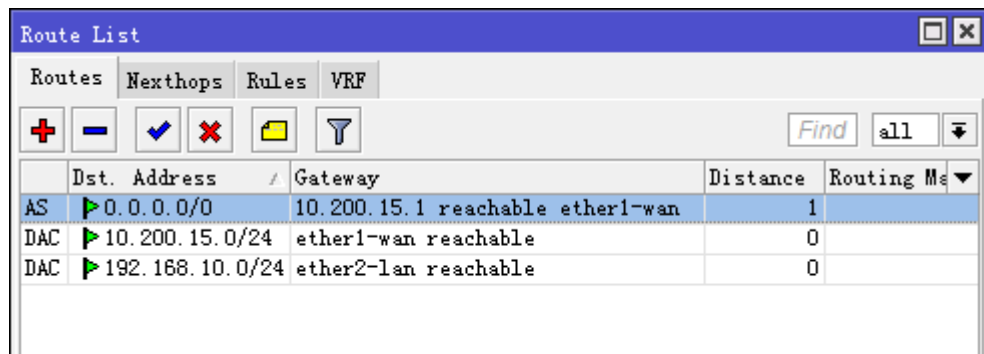 Route List
Routes Nexthops Rules VRF
Find all
Dst. Address Gateway Distance Routing Ma
AS 0.0.0.0/0 10.200.15.1 reachable ether1-wan 1
DAC 10.200.15.0/24 ether1-wan reachable 0
DAC 192.168.10.0/24 ether2-lan reachable 0